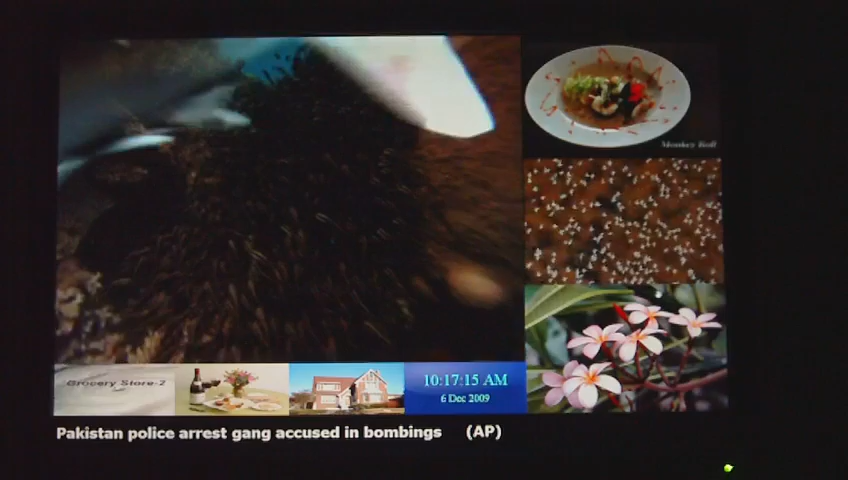 Monkey Roll
Grocery Store-2
10:17:15 AM
6 Dec 2009
Pakistan police arrest gang accused in bombings (AP)